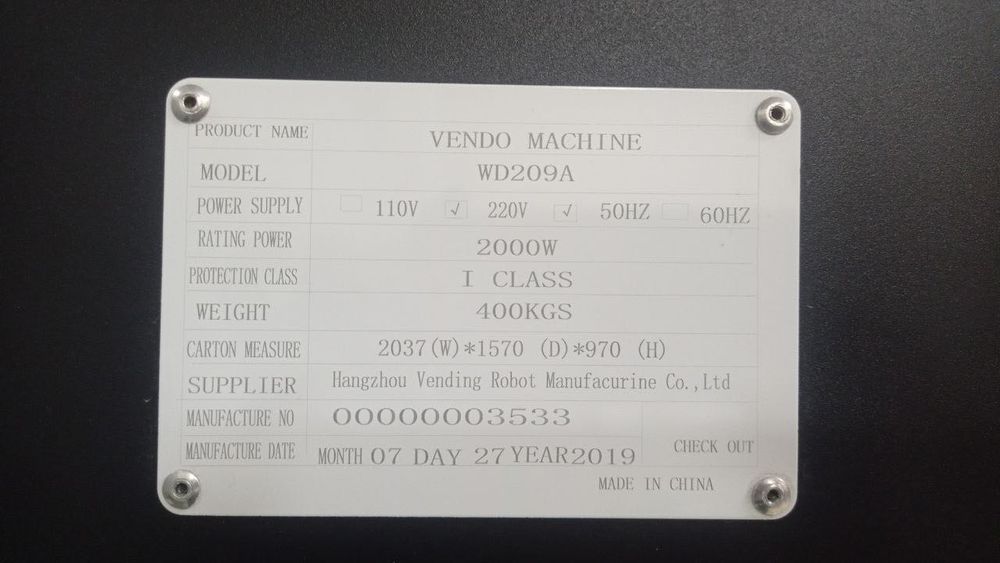 PRODUCT NAME VENDO MACHINE
MODEL WD209A
POWER SUPPLY 110V √ 220V √ 50HZ 60HZ
RATING POWER 2000W
PROTECTION CLASS I CLASS
WEIGHT 400KGS
CARTON MEASURE 2037(W)*1570 (D)*970 (H)
SUPPLIER Hangzhou Vending Robot Manufacurine Co.,Ltd
MANUFACTURE NO 00000003533
MANUFACTURE DATE MONTH 07 DAY 27 YEAR2019 CHECK OUT
MADE IN CHINA